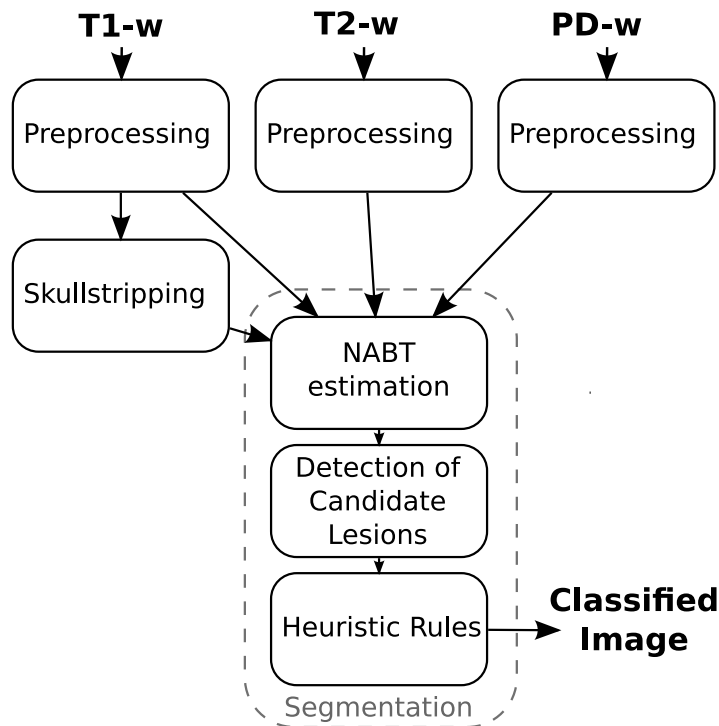 T1-w
T2-w
PD-w
Preprocessing
Preprocessing
Preprocessing
Skullstripping
NABT
estimation
Detection of
Candidate
Lesions
Heuristic Rules
Classified
Image
Segmentation